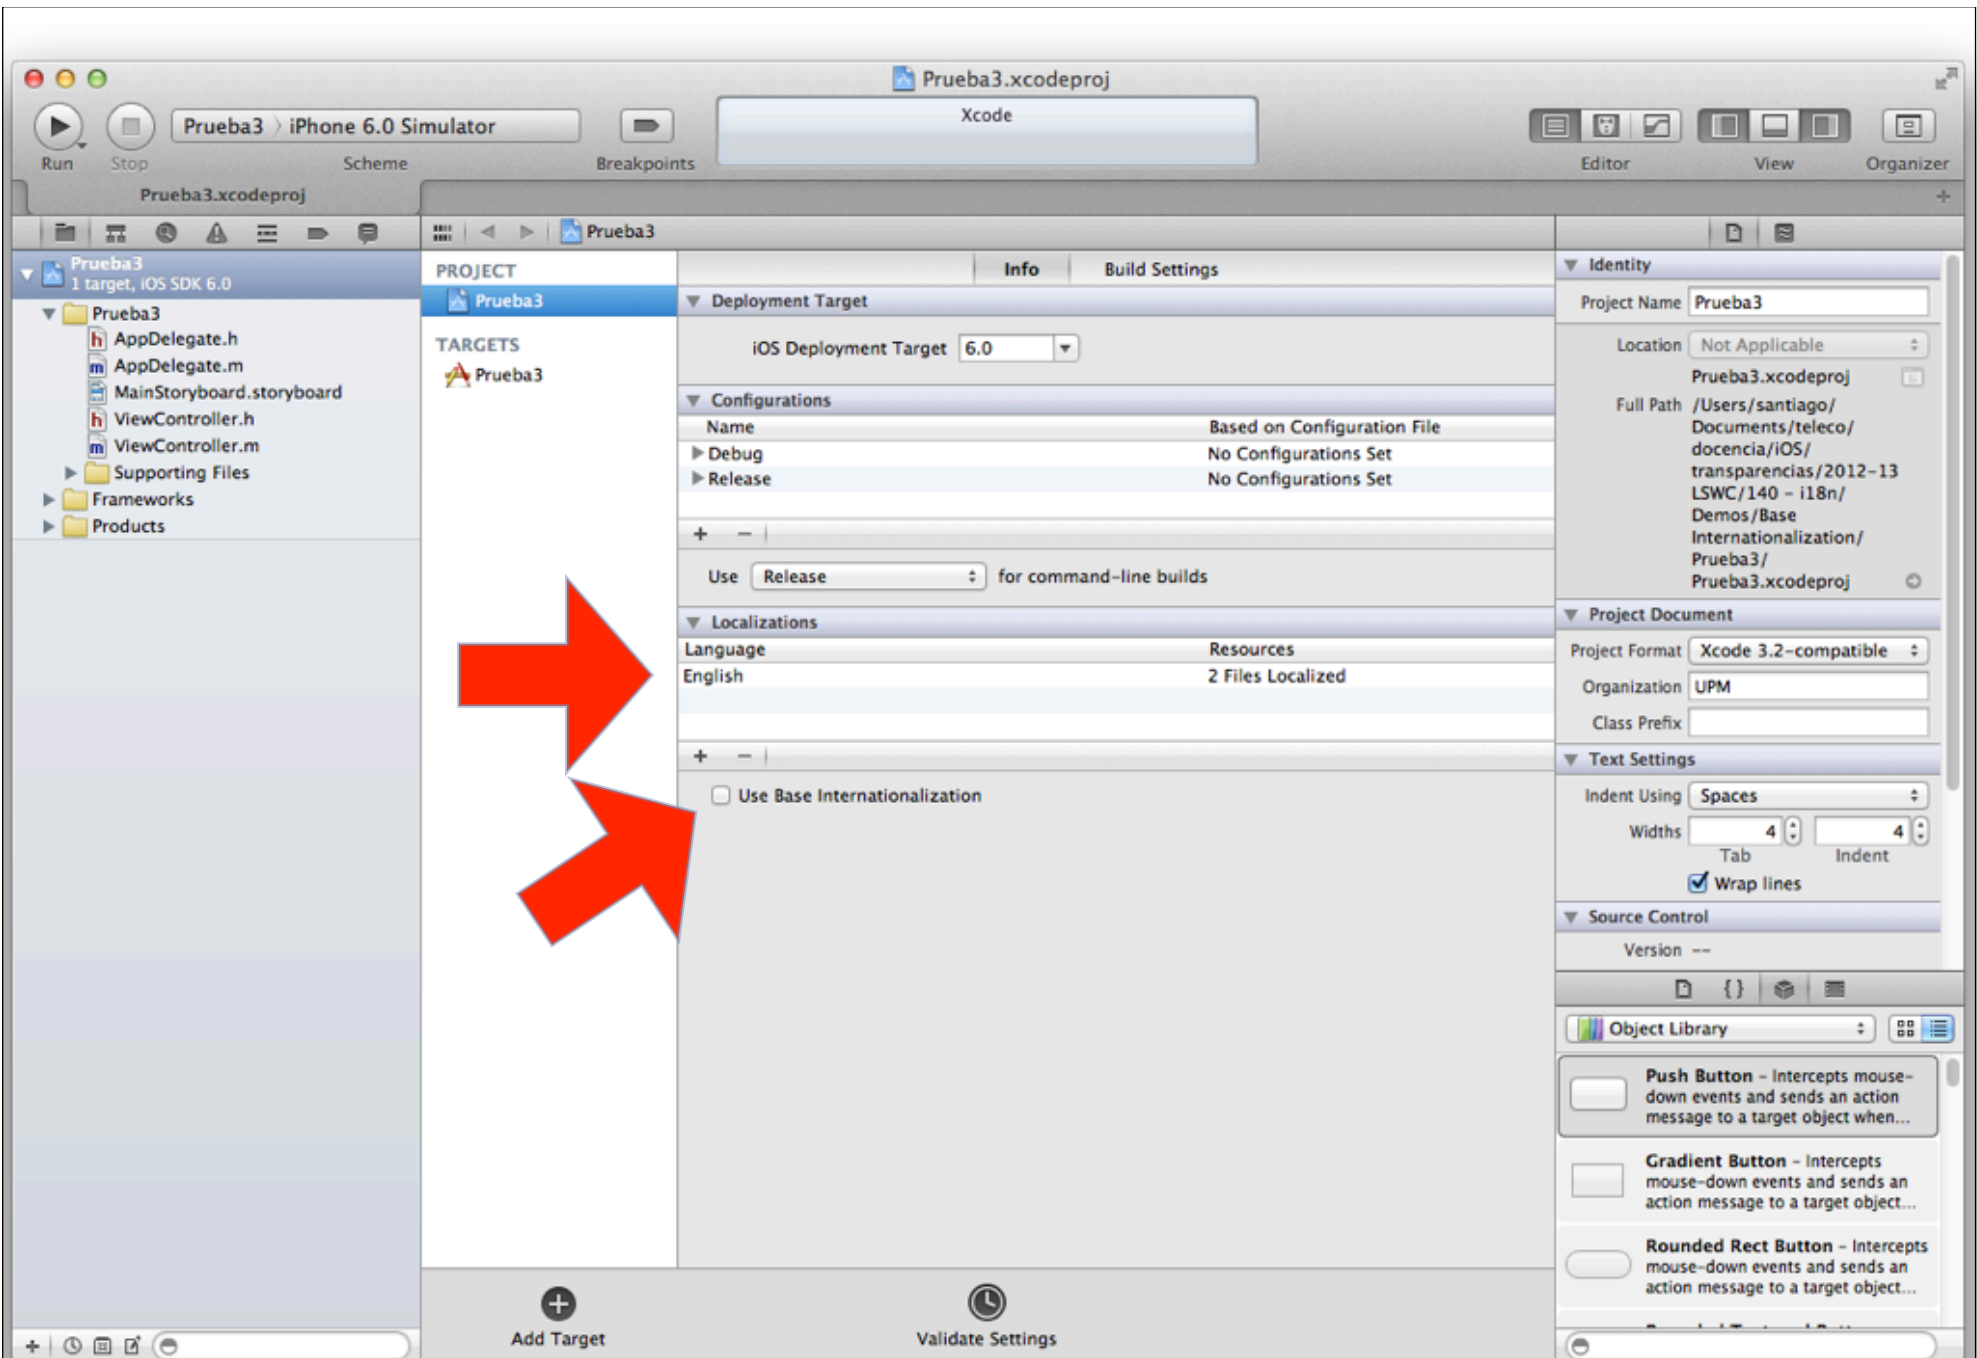 Prueba3.xcodeproj
Prueba3 › iPhone 6.0 Simulator
Xcode
Run
Stop
Scheme
Breakpoints
Editor
View
Organizer
Prueba3.xcodeproj
Prueba3
Prueba3
1 target, iOS SDK 6.0
Prueba3
AppDelegate.h
AppDelegate.m
MainStoryboard.storyboard
ViewController.h
ViewController.m
Supporting Files
Frameworks
Products
PROJECT
Prueba3
TARGETS
Prueba3
Info
Build Settings
Deployment Target
iOS Deployment Target 6.0
Configurations
Name
Based on Configuration File
Debug
No Configurations Set
Release
No Configurations Set
+ −
Use Release for command-line builds
Localizations
Language
Resources
English
2 Files Localized
+ −
Use Base Internationalization
Add Target
Validate Settings
Identity
Project Name Prueba3
Location Not Applicable
Prueba3.xcodeproj
Full Path /Users/santiago/
Documents/teleco/
docencia/iOS/
transparencias/2012-13
LSWC/140 - i18n/
Demos/Base
Internationalization/
Prueba3/
Prueba3.xcodeproj
Project Document
Project Format Xcode 3.2-compatible
Organization UPM
Class Prefix
Text Settings
Indent Using Spaces
Widths 4 4
Tab Indent
Wrap lines
Source Control
Version --
{}
Object Library
Push Button - Intercepts mouse-
down events and sends an action
message to a target object when...
Gradient Button - Intercepts
mouse-down events and sends an
action message to a target object...
Rounded Rect Button - Intercepts
mouse-down events and sends an
action message to a target object...